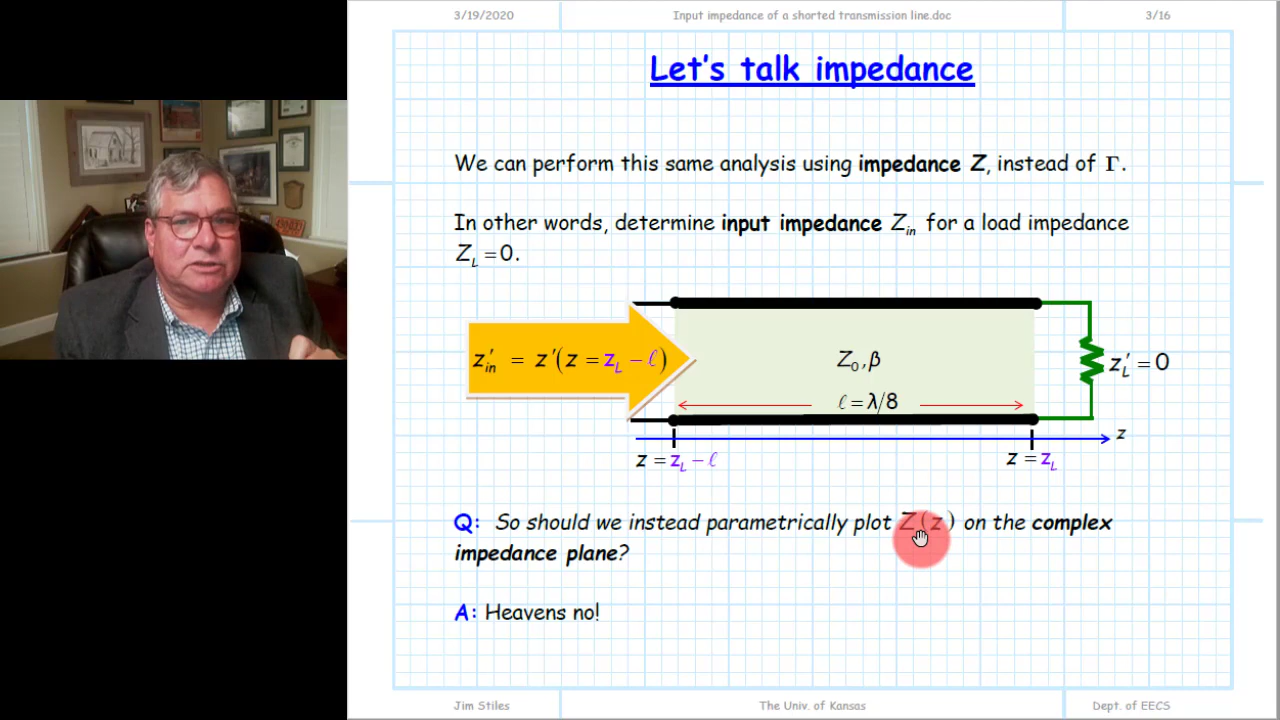 3/19/2020 Input impedance of a shorted transmission line.doc 3/16
Let's talk impedance
We can perform this same analysis using impedance Z, instead of Γ.
In other words, determine input impedance Z_in for a load impedance
Z_L = 0.
z'_in = z'(z = z_L − ℓ)
Z_0, β
z'_L = 0
ℓ = λ/8
z
z = z_L − ℓ
z = z_L
Q: So should we instead parametrically plot Z(z) on the complex
impedance plane?
A: Heavens no!
Jim Stiles The Univ. of Kansas Dept. of EECS